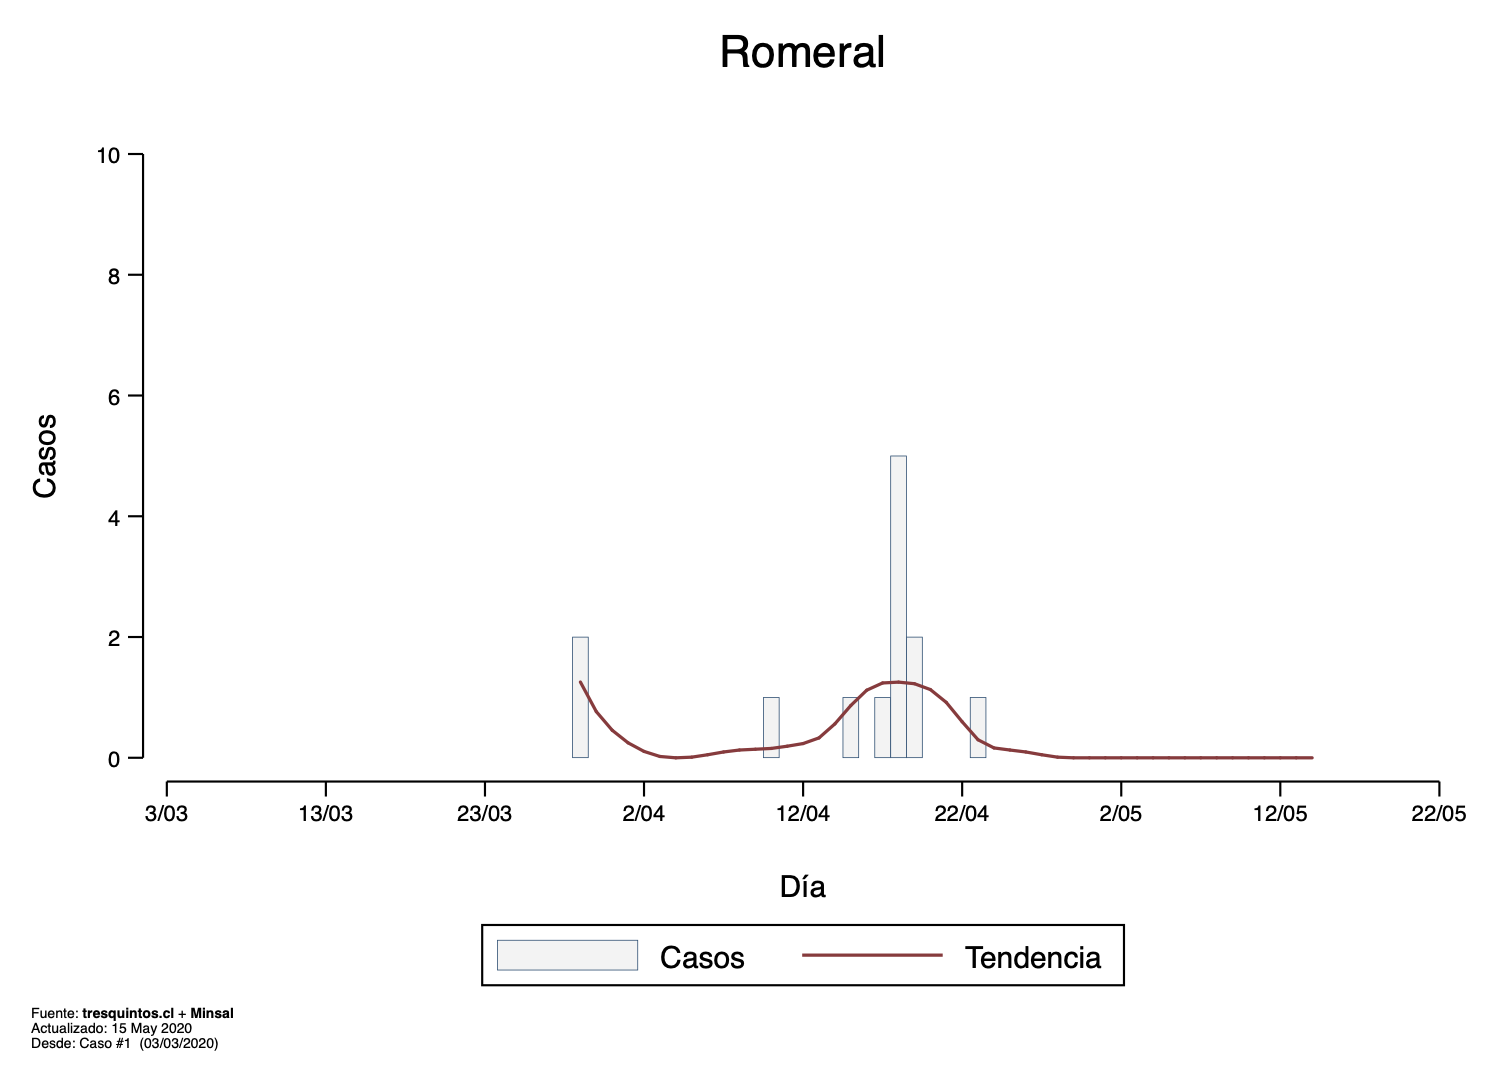 Romeral
10
8
6
4
2
0
Casos
3/03 13/03 23/03 2/04 12/04 22/04 2/05 12/05 22/05
Día
Casos Tendencia
Fuente: tresquintos.cl + Minsal
Actualizado: 15 May 2020
Desde: Caso #1 (03/03/2020)